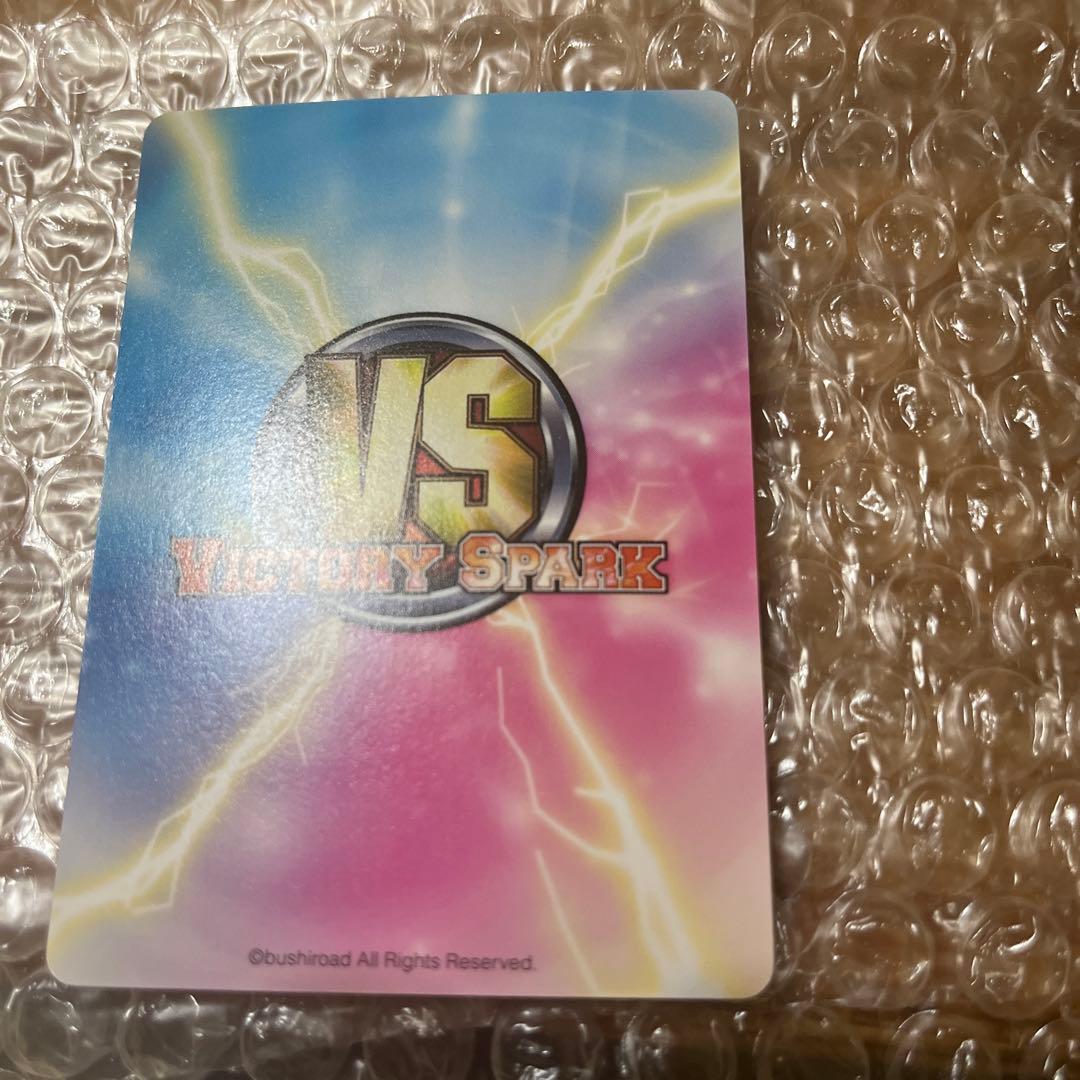 VS
VICTORY SPARK
©bushiroad All Rights Reserved.